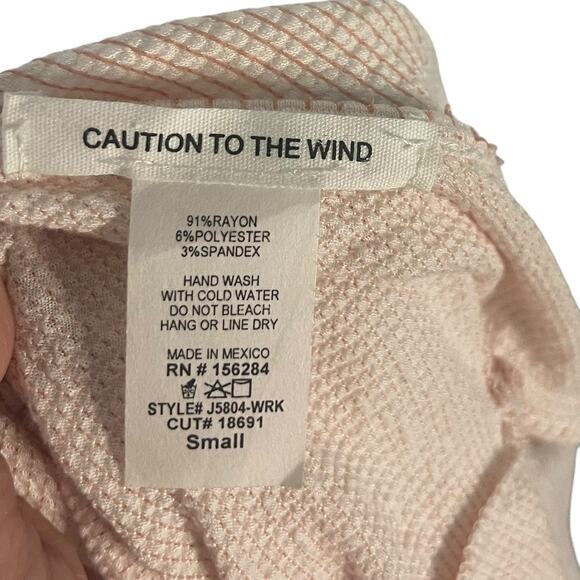 CAUTION TO THE WIND
91%RAYON
6%POLYESTER
3%SPANDEX
HAND WASH
WITH COLD WATER
DO NOT BLEACH
HANG OR LINE DRY
MADE IN MEXICO
RN # 156284
STYLE# J5804-WRK
CUT# 18691
Small